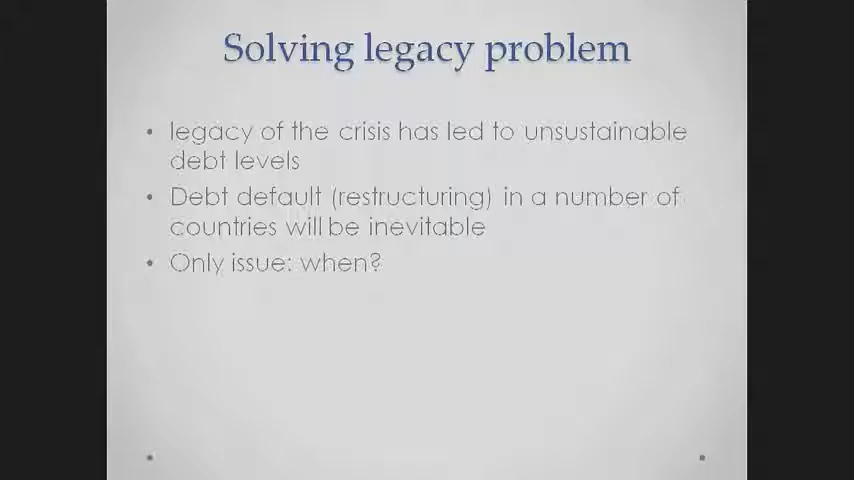 Solving legacy problem
• legacy of the crisis has led to unsustainable
debt levels
• Debt default (restructuring) in a number of
countries will be inevitable
• Only issue: when?